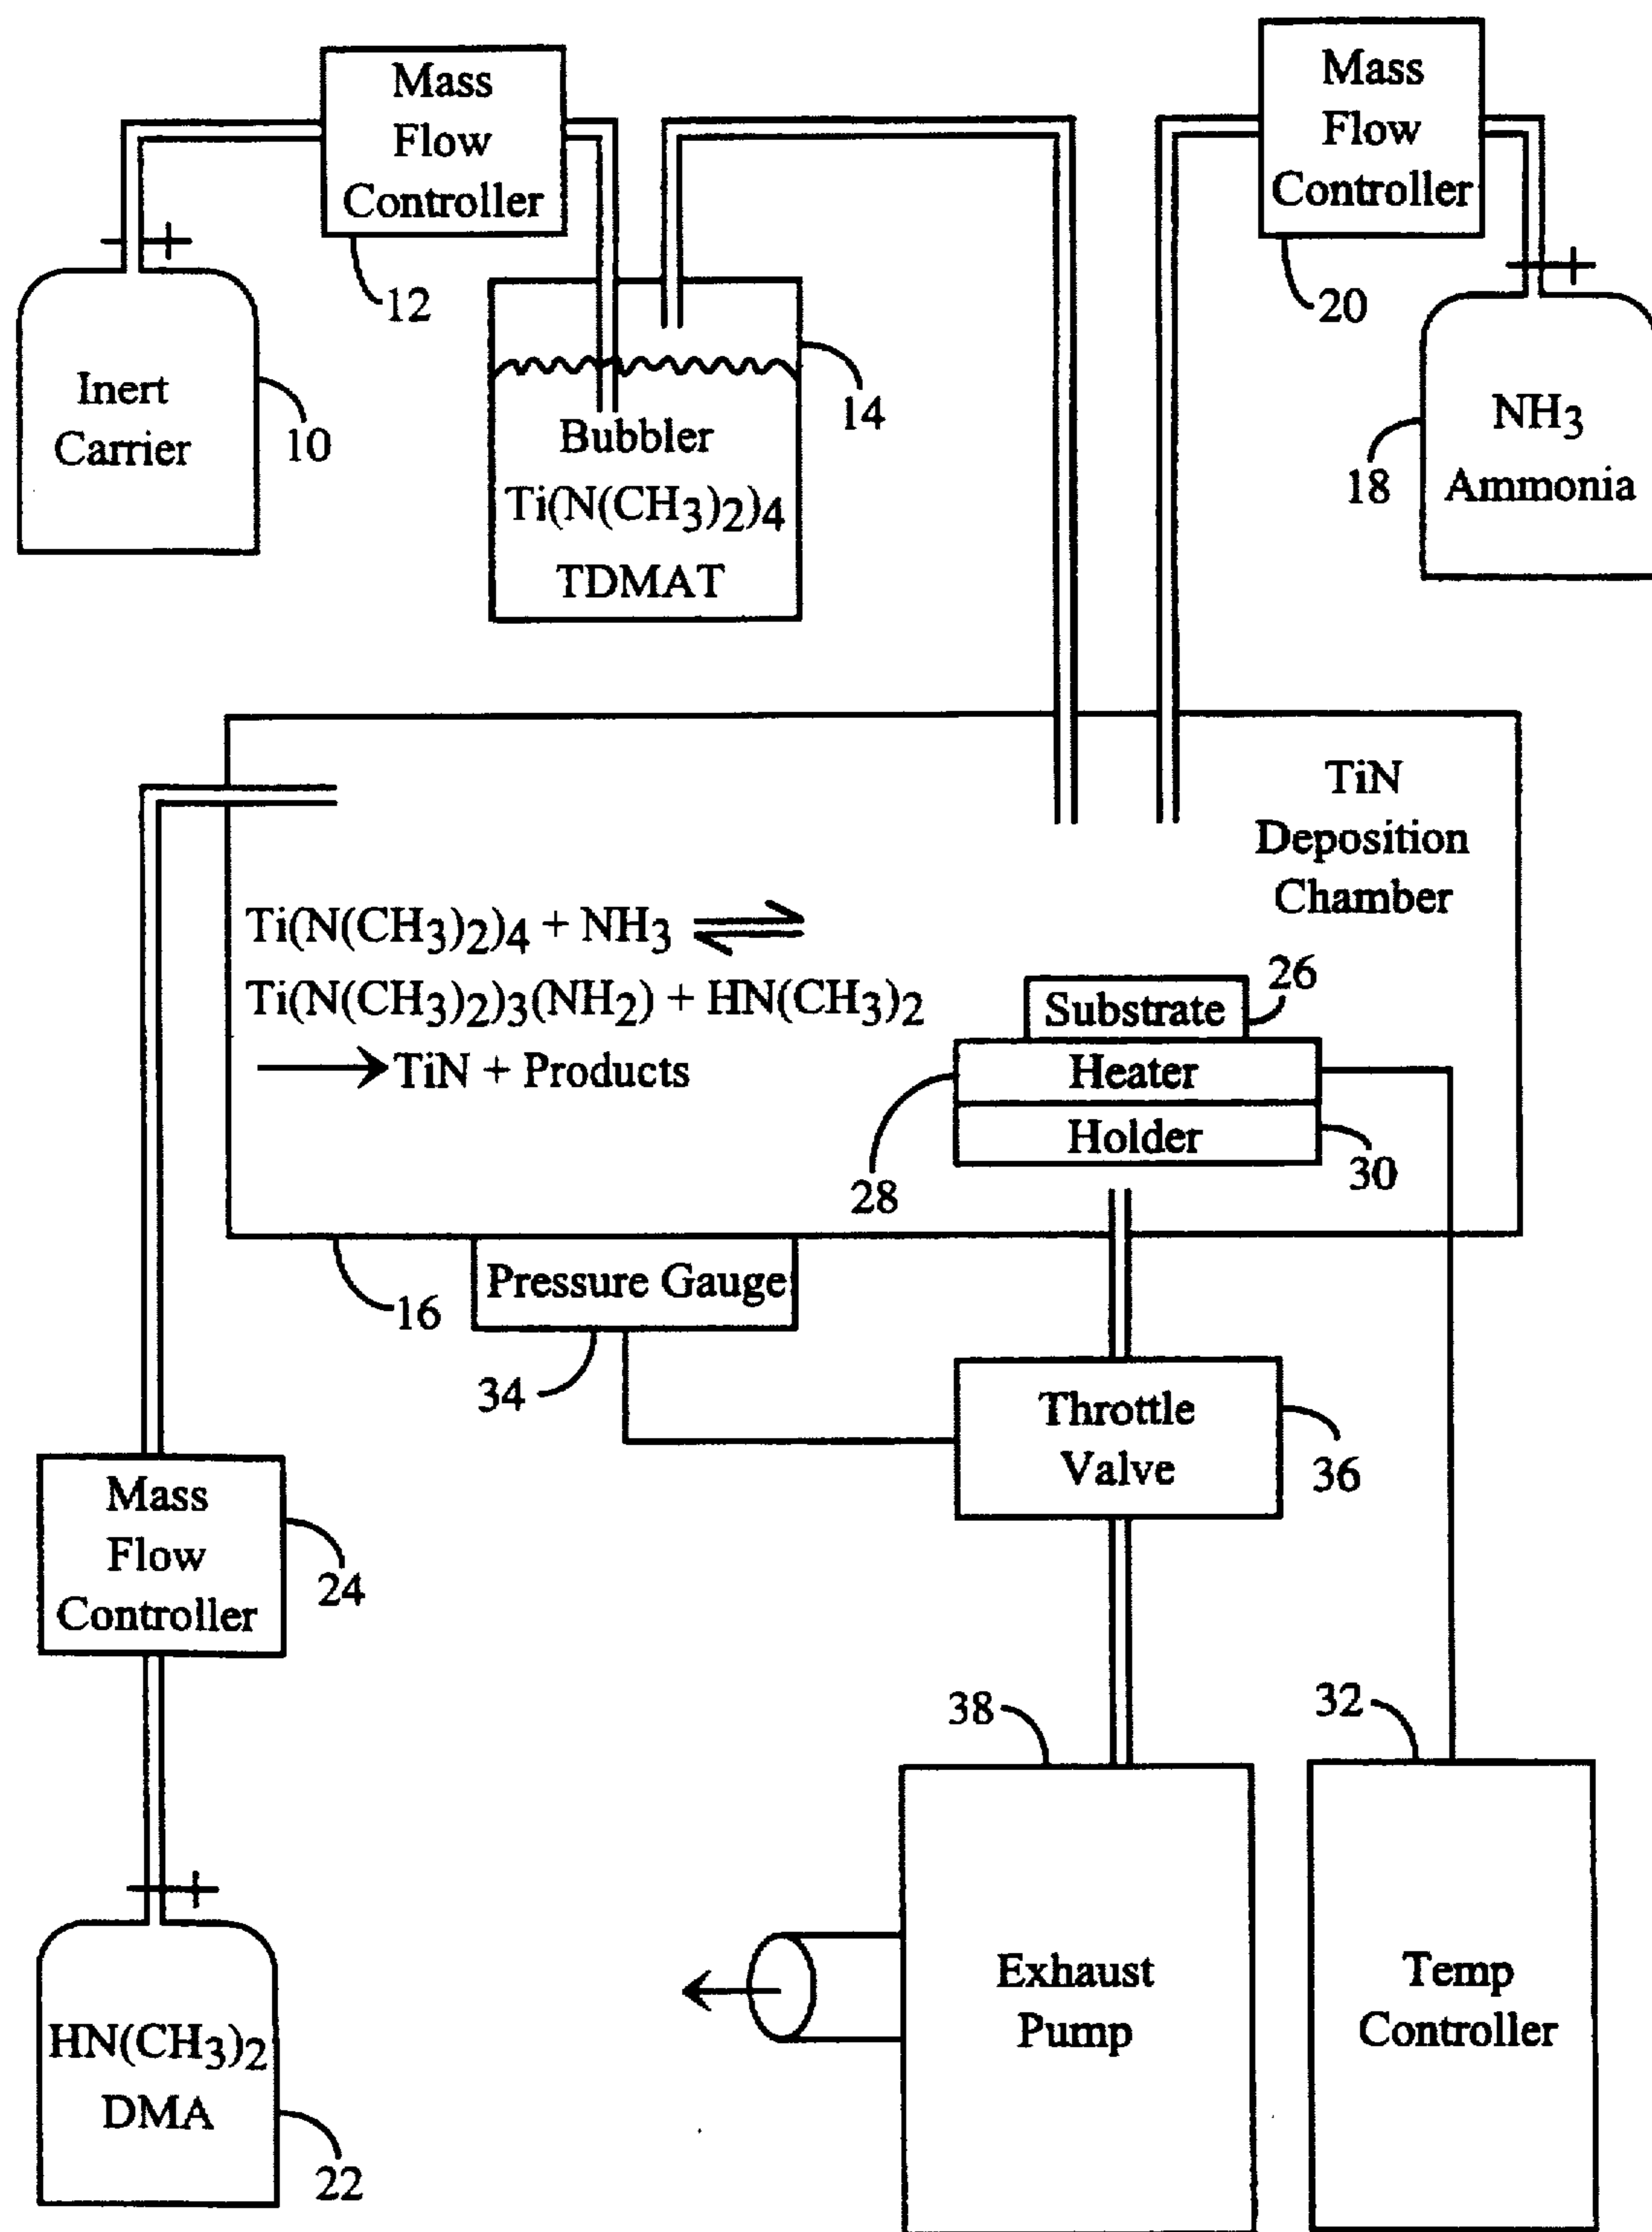 Mass
Flow
Controller
12
Inert
Carrier
10
Bubbler
Ti(N(CH3)2)4
TDMAT
14
Mass
Flow
Controller
20
NH3
Ammonia
18
TiN
Deposition
Chamber
Ti(N(CH3)2)4 + NH3 ⇌
Ti(N(CH3)2)3(NH2) + HN(CH3)2
→ TiN + Products
26
Substrate
Heater
Holder
28
30
16
Pressure Gauge
34
Throttle
Valve
36
Mass
Flow
Controller
24
38
32
Exhaust
Pump
Temp
Controller
HN(CH3)2
DMA
22